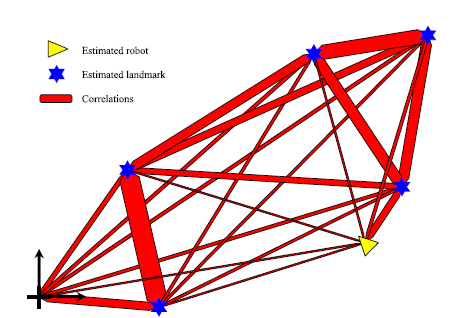 Estimated robot
Estimated landmark
Correlations